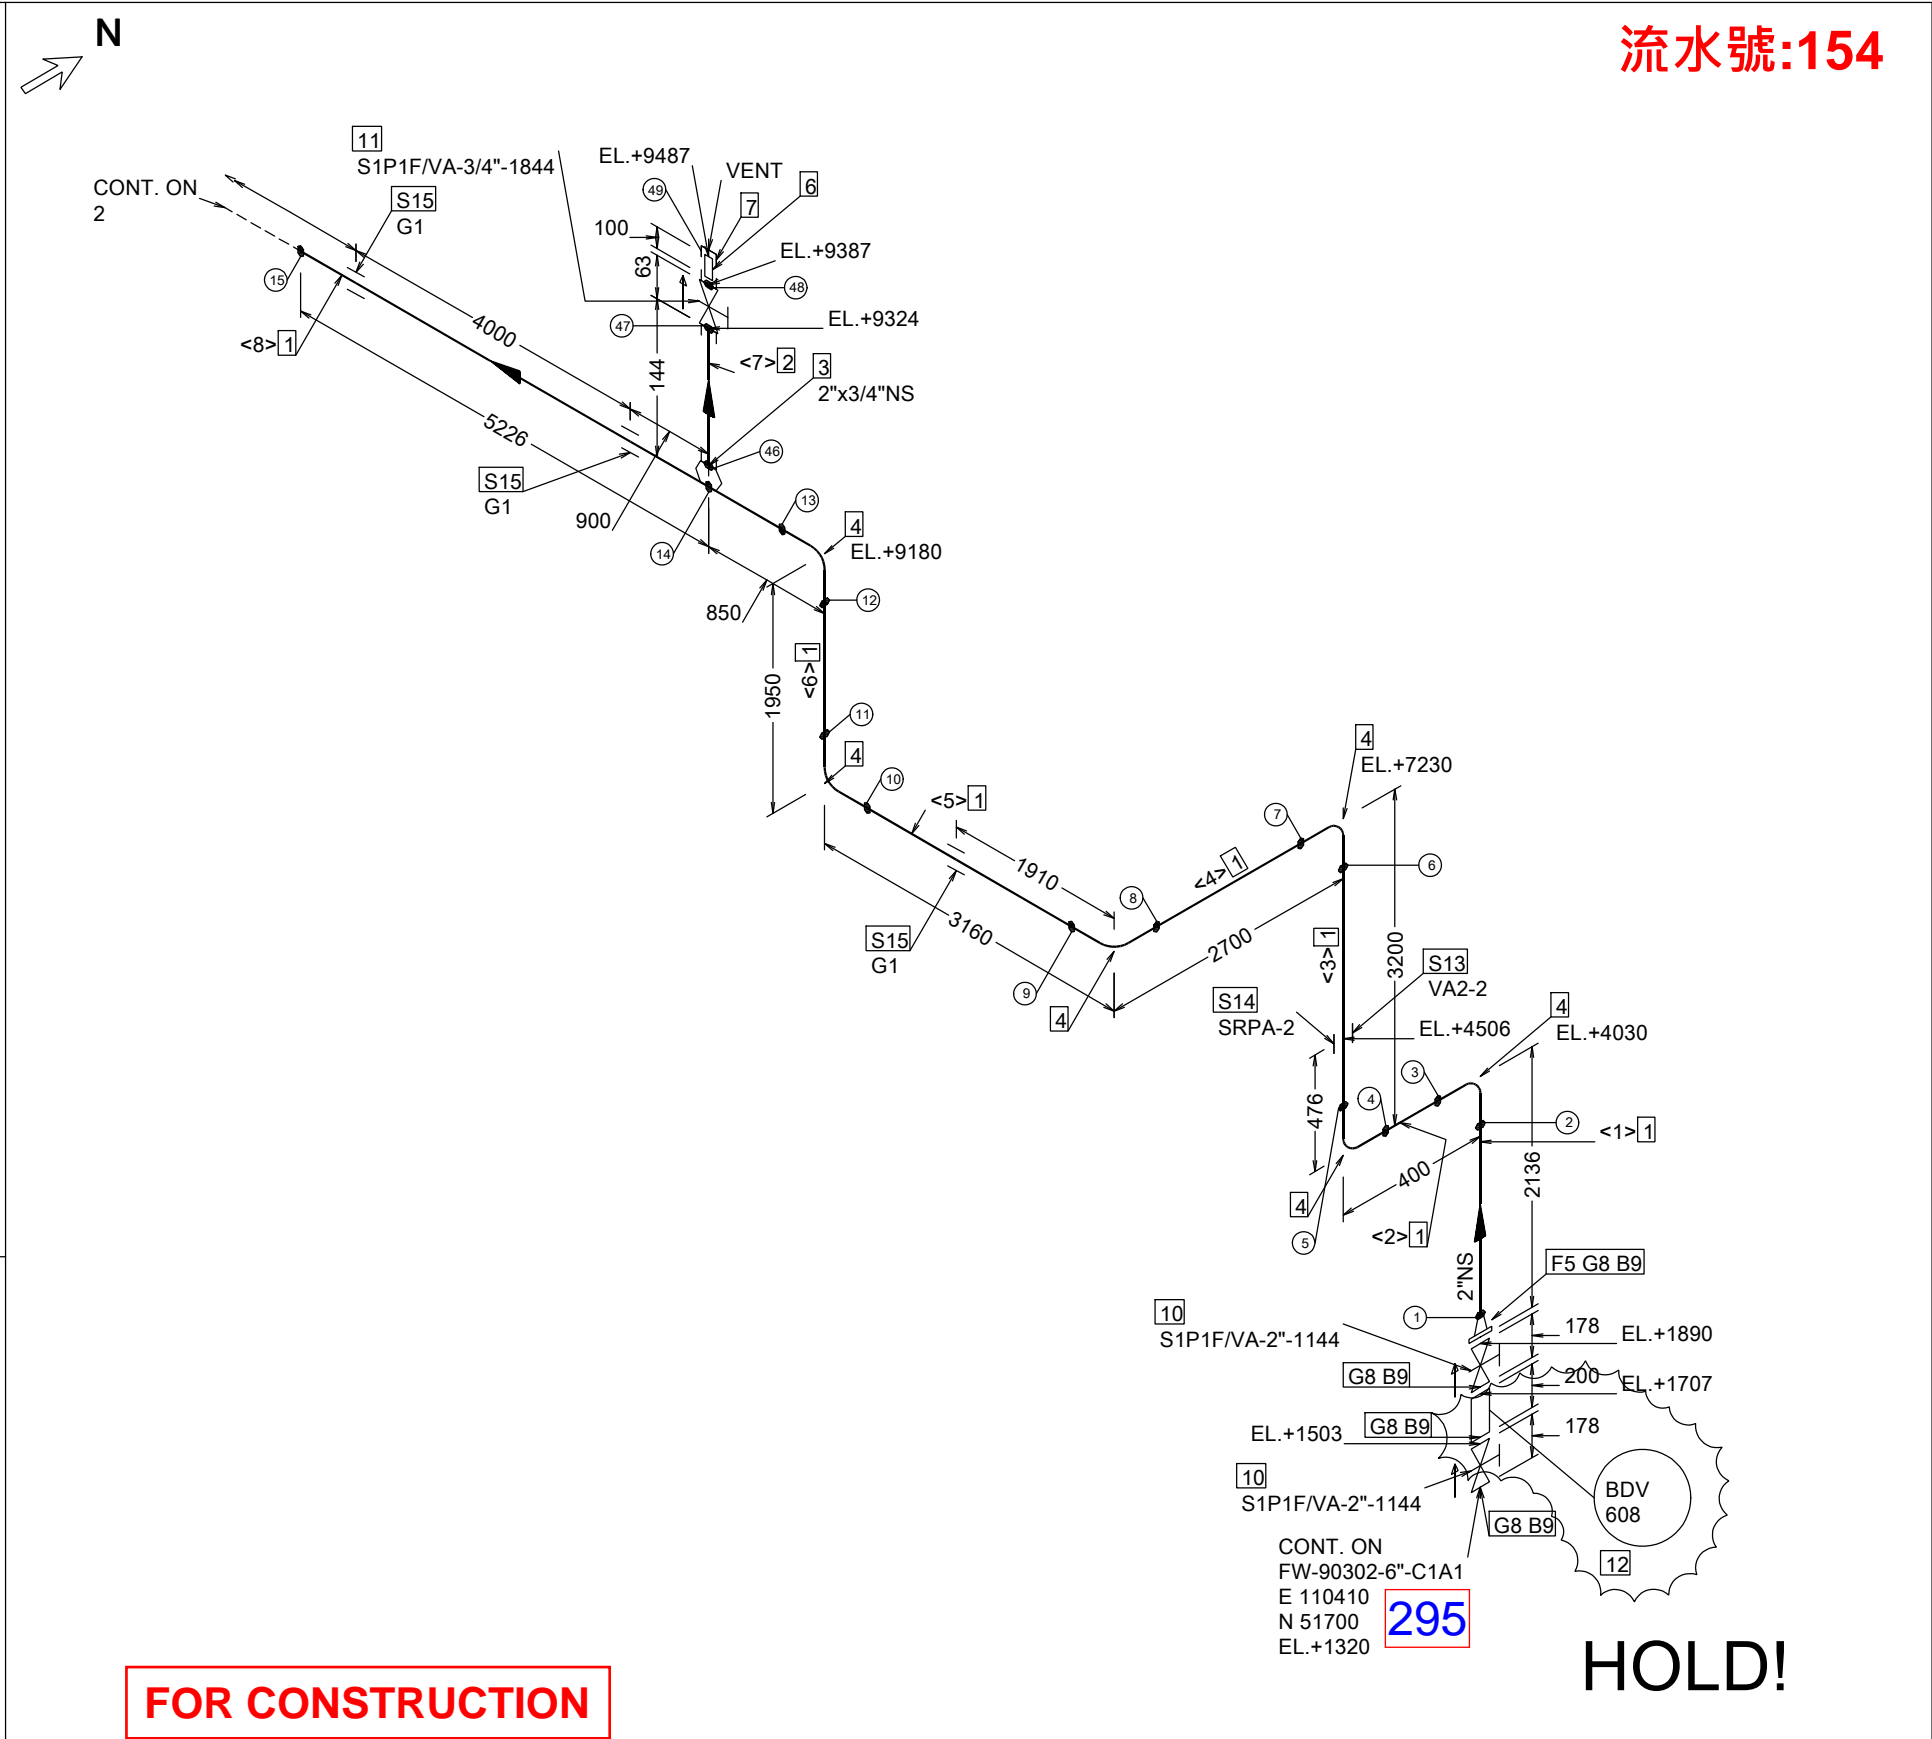 N
流水號:154
11
S1P1F/VA-3/4"-1844
EL.+9487
VENT
6
7
49
CONT. ON
2
S15
G1
100
63
EL.+9387
48
15
47
EL.+9324
4000
<8> 1
144
<7> 2
3
2"x3/4"NS
5226
46
S15
G1
900
13
14
4
EL.+9180
850
12
1950
<6> 1
11
4
10
<5> 1
1910
3160
S15
G1
9
4
8
<4> 1
7
4
EL.+7230
6
2700
<3> 1
3200
S13
VA2-2
S14
SRPA-2
EL.+4506
4
EL.+4030
3
4
476
2
<1> 1
400
2136
4
5
<2> 1
2"NS
F5 G8 B9
10
S1P1F/VA-2"-1144
1
178
EL.+1890
G8 B9
200
EL.+1707
EL.+1503
G8 B9
178
10
S1P1F/VA-2"-1144
BDV
608
G8 B9
12
CONT. ON
FW-90302-6"-C1A1
E 110410
N 51700
EL.+1320
295
HOLD!
FOR CONSTRUCTION